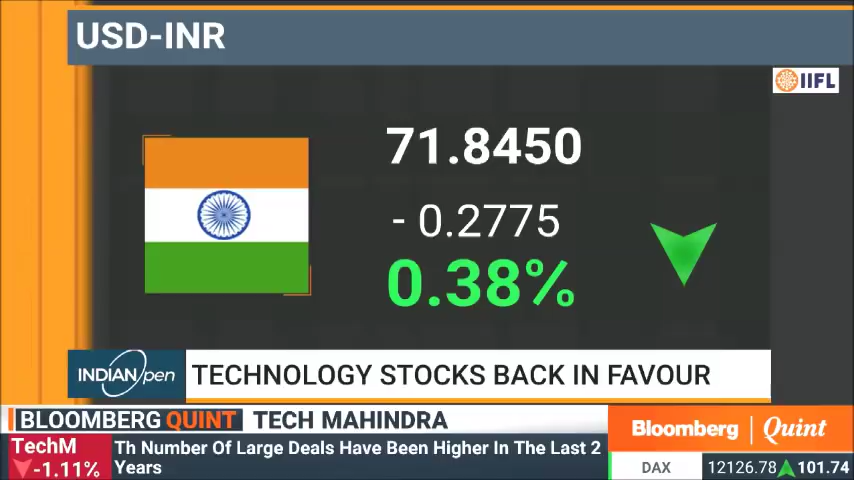 USD-INR
IIFL
71.8450
- 0.2775
0.38%
INDIAN open
TECHNOLOGY STOCKS BACK IN FAVOUR
BLOOMBERG QUINT TECH MAHINDRA
TechM
-1.11%
Th Number Of Large Deals Have Been Higher In The Last 2
Years
Bloomberg | Quint
DAX 12126.78 101.74